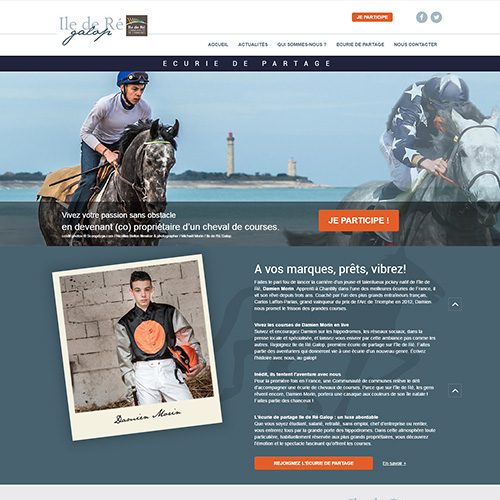 Ile de Ré
galop
JE PARTICIPE
ACCUEIL ACTUALITÉS QUI SOMMES-NOUS ? ECURIE DE PARTAGE NOUS CONTACTER
ECURIE DE PARTAGE
Vivez votre passion sans obstacle
en devenant (co) propriétaire d'un cheval de courses.
JE PARTICIPE !
A vos marques, prêts, vibrez!
Faites le pari fou de lancer la carrière d'un jeune et talentueux jockey natif de l'Ile de
Ré, Damien Morin. Apprenti à Chantilly dans l'une des meilleures écuries de France, il
vit son rêve depuis trois ans. Coaché par l'un des plus grands entraîneurs français,
Carlos Laffon-Parias, grand vainqueur du prix de l'Arc de Triomphe en 2012, Damien
nous promet le frisson des grandes courses.
Vivez les courses de Damien Morin en live
Suivez et encouragez Damien sur les hippodromes, les réseaux sociaux, dans la
presse locale et spécialisée, et laissez vous enivrer par cette ambiance pas comme les
autres. Rejoignez Ile de Ré Galop, première écurie de partage sur l'île de Ré. Faites
partie des aventuriers qui donneront vie à une écurie d'un nouveau genre. Écrivez
l'histoire avec nous, au galop!
Inédit, ils tentent l'aventure avec nous
Pour la première fois en France, une Communauté de communes relève le défi
d'accompagner une écurie de chevaux de courses. Parce que sur l'Ile de Ré, les gens
rêvent encore, Damien Morin, portera une casaque aux couleurs de son île natale !
Faites partie des chanceux !
L'écurie de partage Ile de Ré Galop : un luxe abordable
Que vous soyez étudiant, salarié, retraité, sans emploi, chef d'entreprise ou rentier,
vous entrerez tous par la grande porte des hippodromes. Dans cette atmosphère toute
particulière, habituellement réservée aux plus grands propriétaires, vous découvrez
l'émotion et le spectacle fascinant qu'offrent les courses.
Damien Morin
REJOIGNEZ L'ÉCURIE DE PARTAGE En savoir +
Ile de Ré